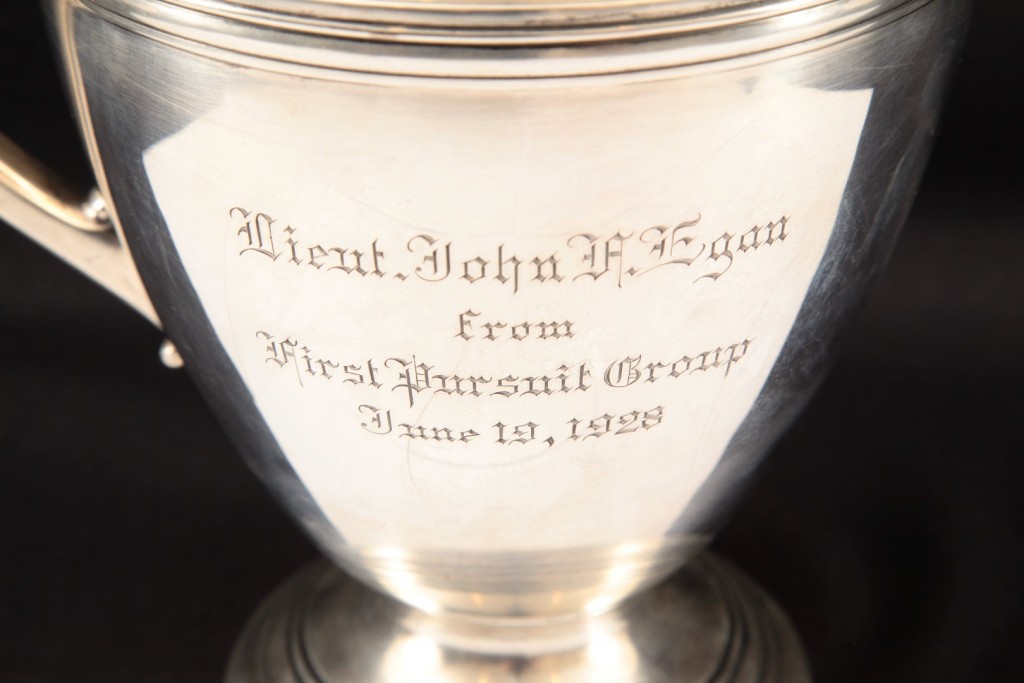 Lieut. John F. Egan
from
First Pursuit Group
June 19, 1928